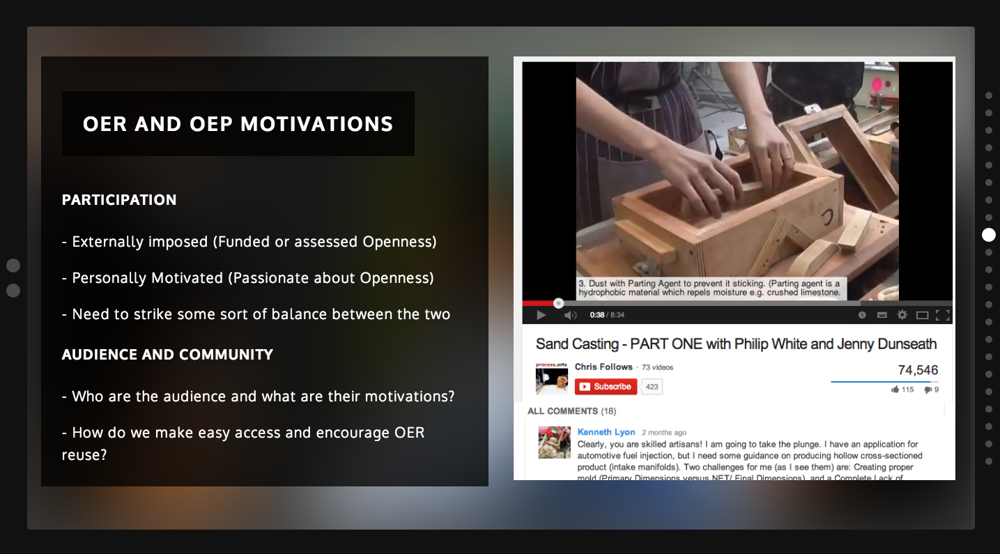 OER AND OEP MOTIVATIONS
PARTICIPATION
- Externally imposed (Funded or assessed Openness)
- Personally Motivated (Passionate about Openness)
- Need to strike some sort of balance between the two
AUDIENCE AND COMMUNITY
- Who are the audience and what are their motivations?
- How do we make easy access and encourage OER
reuse?
3. Dust with Parting Agent to prevent it sticking. (Parting agent is a
hydrophobic material which repels moisture e.g. crushed limestone.
0:38 / 8:34
Sand Casting - PART ONE with Philip White and Jenny Dunseath
process.arts
Chris Follows · 73 videos
Subscribe 423
74,546
115 9
ALL COMMENTS (18)
Kenneth Lyon 2 months ago
Clearly, you are skilled artisans! I am going to take the plunge. I have an application for
automotive fuel injection, but I need some guidance on producing hollow cross-sectioned
product (intake manifolds). Two challenges for me (as I see them) are: Creating proper
mold (Primary Dimensions versus NET/ Final Dimensions), and a Complete Lack of